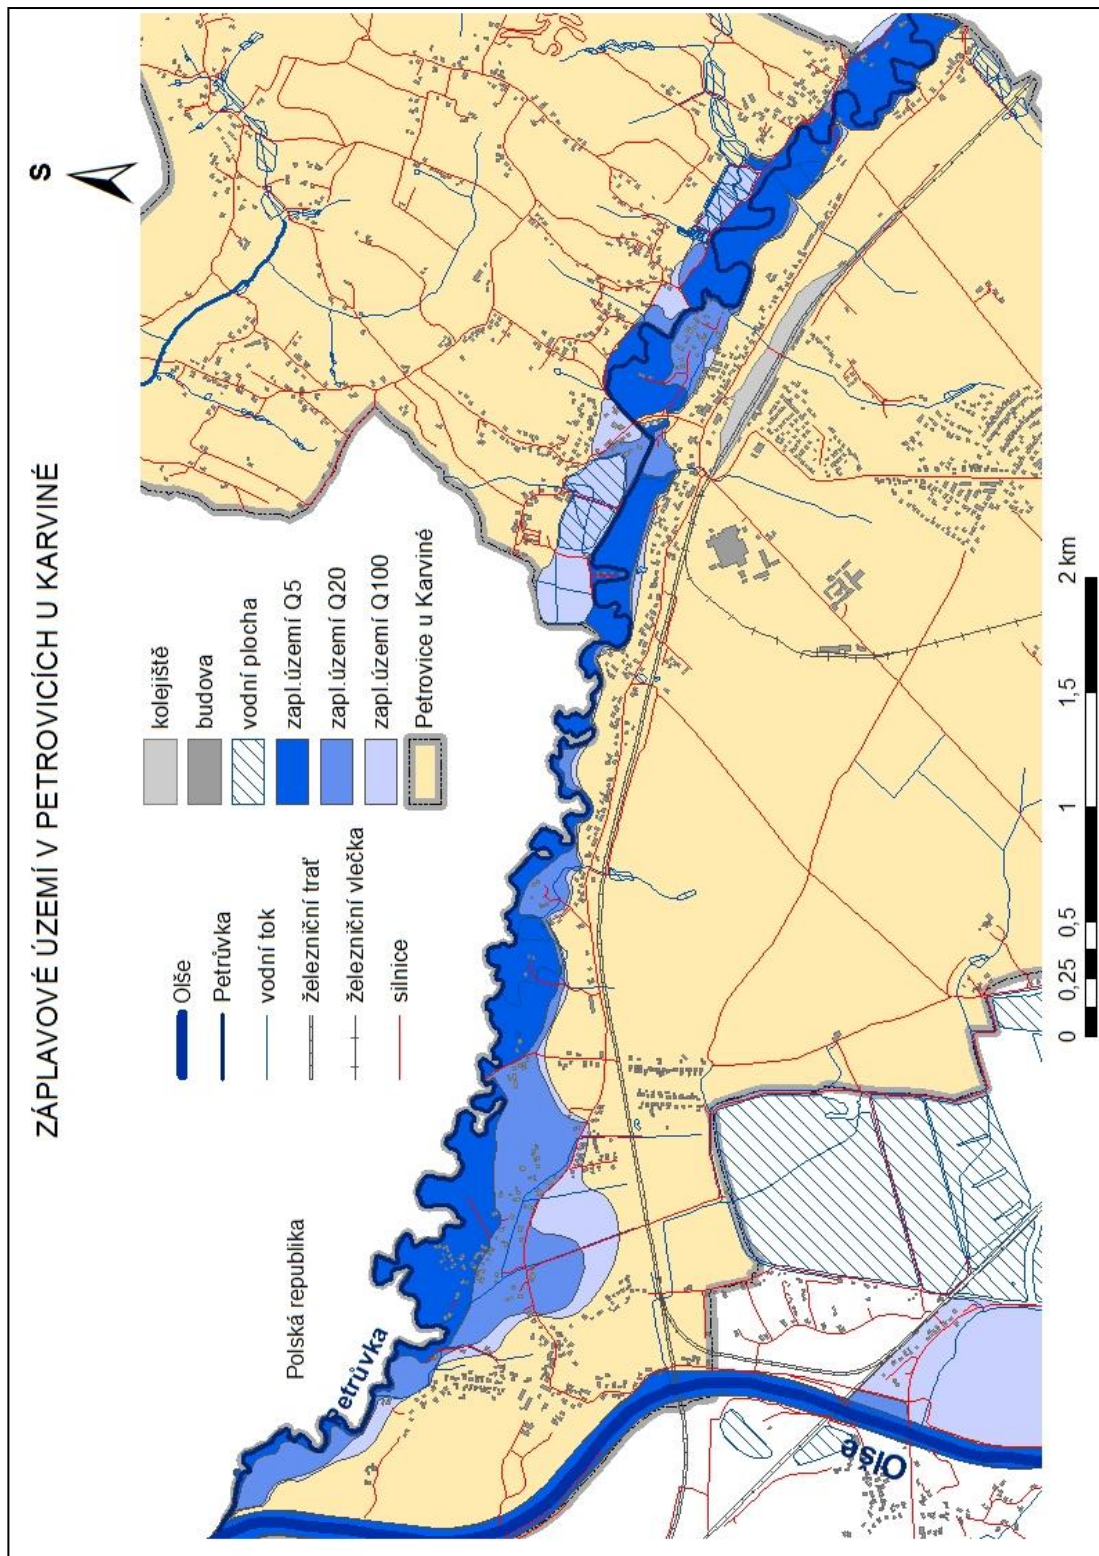 ZÁPLAVOVÉ ÚZEMÍ V PETROVICÍCH U KARVINÉ
S
Olše
Petrůvka
vodní tok
železniční trať
železniční vlečka
silnice
kolejiště
budova
vodní plocha
zapl.území Q5
zapl.území Q20
zapl.území Q100
Petrovice u Karviné
Polská republika
Petrůvka
Olše
0 0,25 0,5 1 1,5 2 km